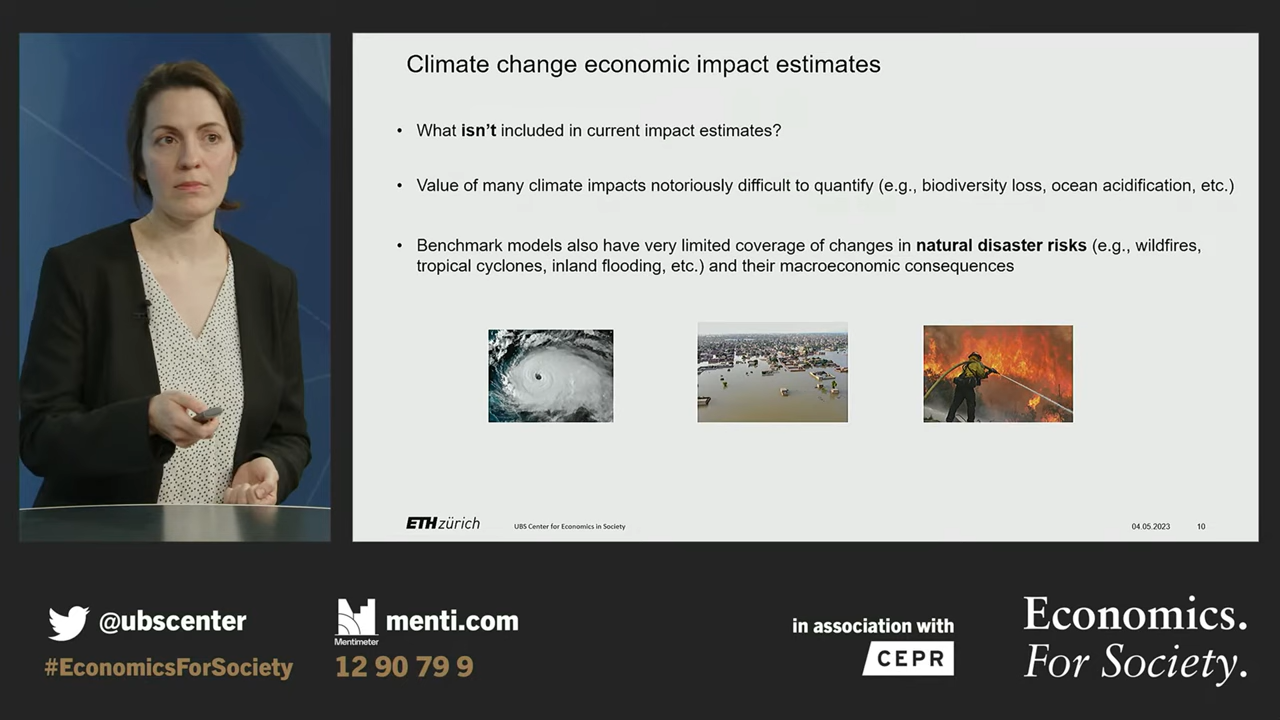 Climate change economic impact estimates
• What isn't included in current impact estimates?
• Value of many climate impacts notoriously difficult to quantify (e.g., biodiversity loss, ocean acidification, etc.)
• Benchmark models also have very limited coverage of changes in natural disaster risks (e.g., wildfires,
tropical cyclones, inland flooding, etc.) and their macroeconomic consequences
ETH zürich
UBS Center for Economics in Society
04.05.2023
10
@ubscenter
#EconomicsForSociety
Mentimeter
menti.com
12 90 79 9
in association with
CEPR
Economics.
For Society.